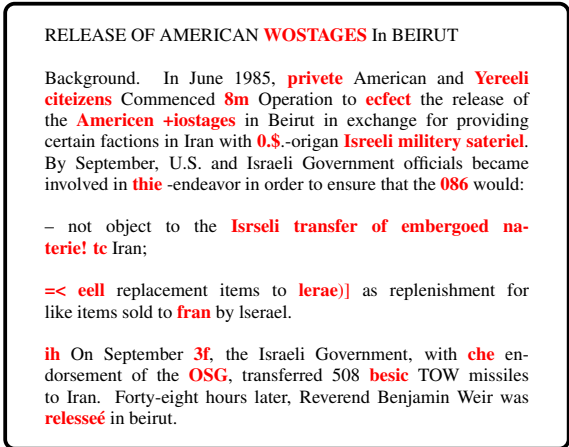 RELEASE OF AMERICAN WOSTAGES In BEIRUT
Background. In June 1985, privete American and Yereeli
citeizens Commenced 8m Operation to ecfect the release of
the Americen +iostages in Beirut in exchange for providing
certain factions in Iran with 0.$.-origan Isreeli militery sateriel.
By September, U.S. and Israeli Government officials became
involved in thie -endeavor in order to ensure that the 086 would:
– not object to the Isrseli transfer of embergoed na-
terie! tc Iran;
=< eell replacement items to lerae)] as replenishment for
like items sold to fran by lserael.
ih On September 3f, the Israeli Government, with che en-
dorsement of the OSG, transferred 508 besic TOW missiles
to Iran. Forty-eight hours later, Reverend Benjamin Weir was
relesseé in beirut.